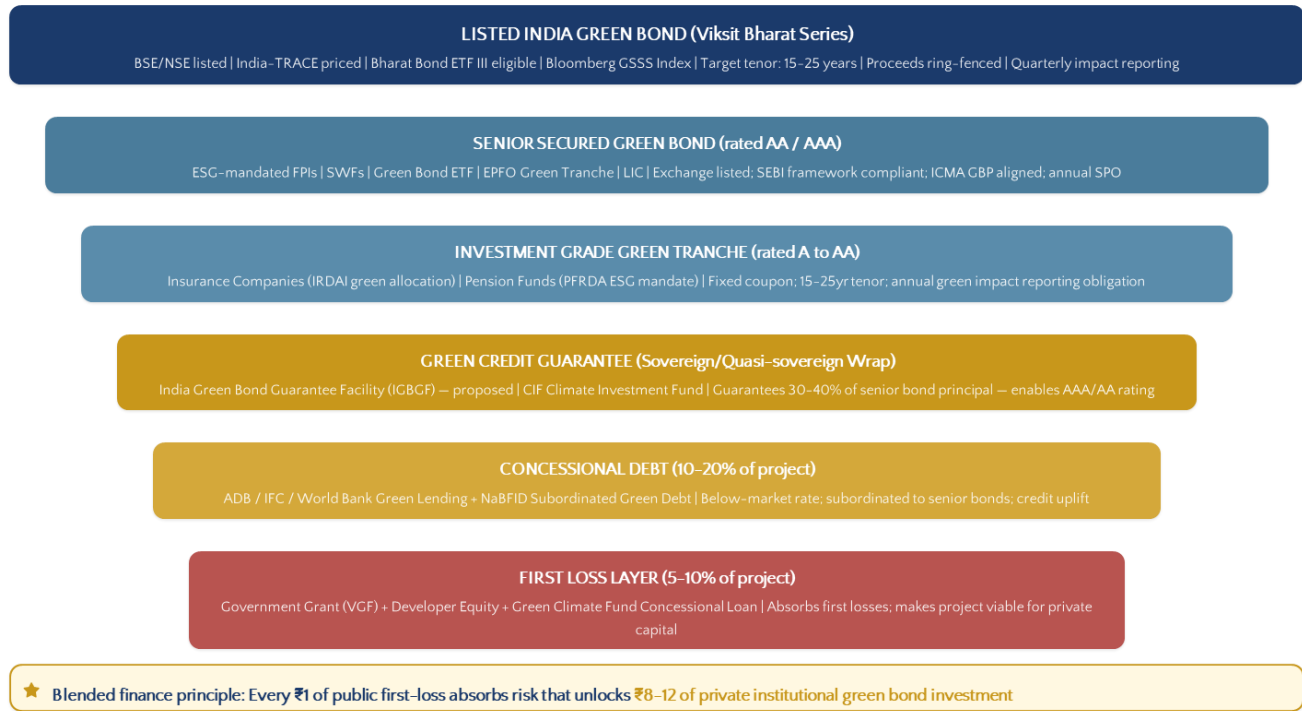 LISTED INDIA GREEN BOND (Viksit Bharat Series)
BSE/NSE listed | India-TRACE priced | Bharat Bond ETF III eligible | Bloomberg GSSS Index | Target tenor: 15-25 years | Proceeds ring-fenced | Quarterly impact reporting
SENIOR SECURED GREEN BOND (rated AA / AAA)
ESG-mandated FPIs | SWFs | Green Bond ETF | EPFO Green Tranche | LIC | Exchange listed; SEBI framework compliant; ICMA GBP aligned; annual SPO
INVESTMENT GRADE GREEN TRANCHE (rated A to AA)
Insurance Companies (IRDAI green allocation) | Pension Funds (PFRDA ESG mandate) | Fixed coupon; 15-25yr tenor; annual green impact reporting obligation
GREEN CREDIT GUARANTEE (Sovereign/Quasi-sovereign Wrap)
India Green Bond Guarantee Facility (IGBGF) — proposed | CIF Climate Investment Fund | Guarantees 30-40% of senior bond principal — enables AAA/AA rating
CONCESSIONAL DEBT (10-20% of project)
ADB / IFC / World Bank Green Lending + NaBFID Subordinated Green Debt | Below-market rate; subordinated to senior bonds; credit uplift
FIRST LOSS LAYER (5-10% of project)
Government Grant (VGF) + Developer Equity + Green Climate Fund Concessional Loan | Absorbs first losses; makes project viable for private
capital
Blended finance principle: Every ₹1 of public first-loss absorbs risk that unlocks ₹8-12 of private institutional green bond investment